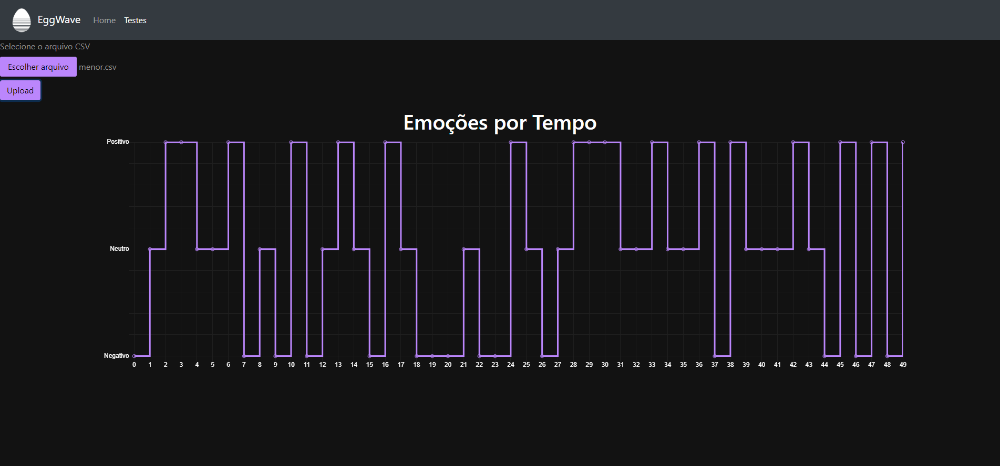 EggWave Home Testes
Selecione o arquivo CSV
Escolher arquivo menor.csv
Upload
Emoções por Tempo
Positivo
Neutro
Negativo
0 1 2 3 4 5 6 7 8 9 10 11 12 13 14 15 16 17 18 19 20 21 22 23 24 25 26 27 28 29 30 31 32 33 34 35 36 37 38 39 40 41 42 43 44 45 46 47 48 49